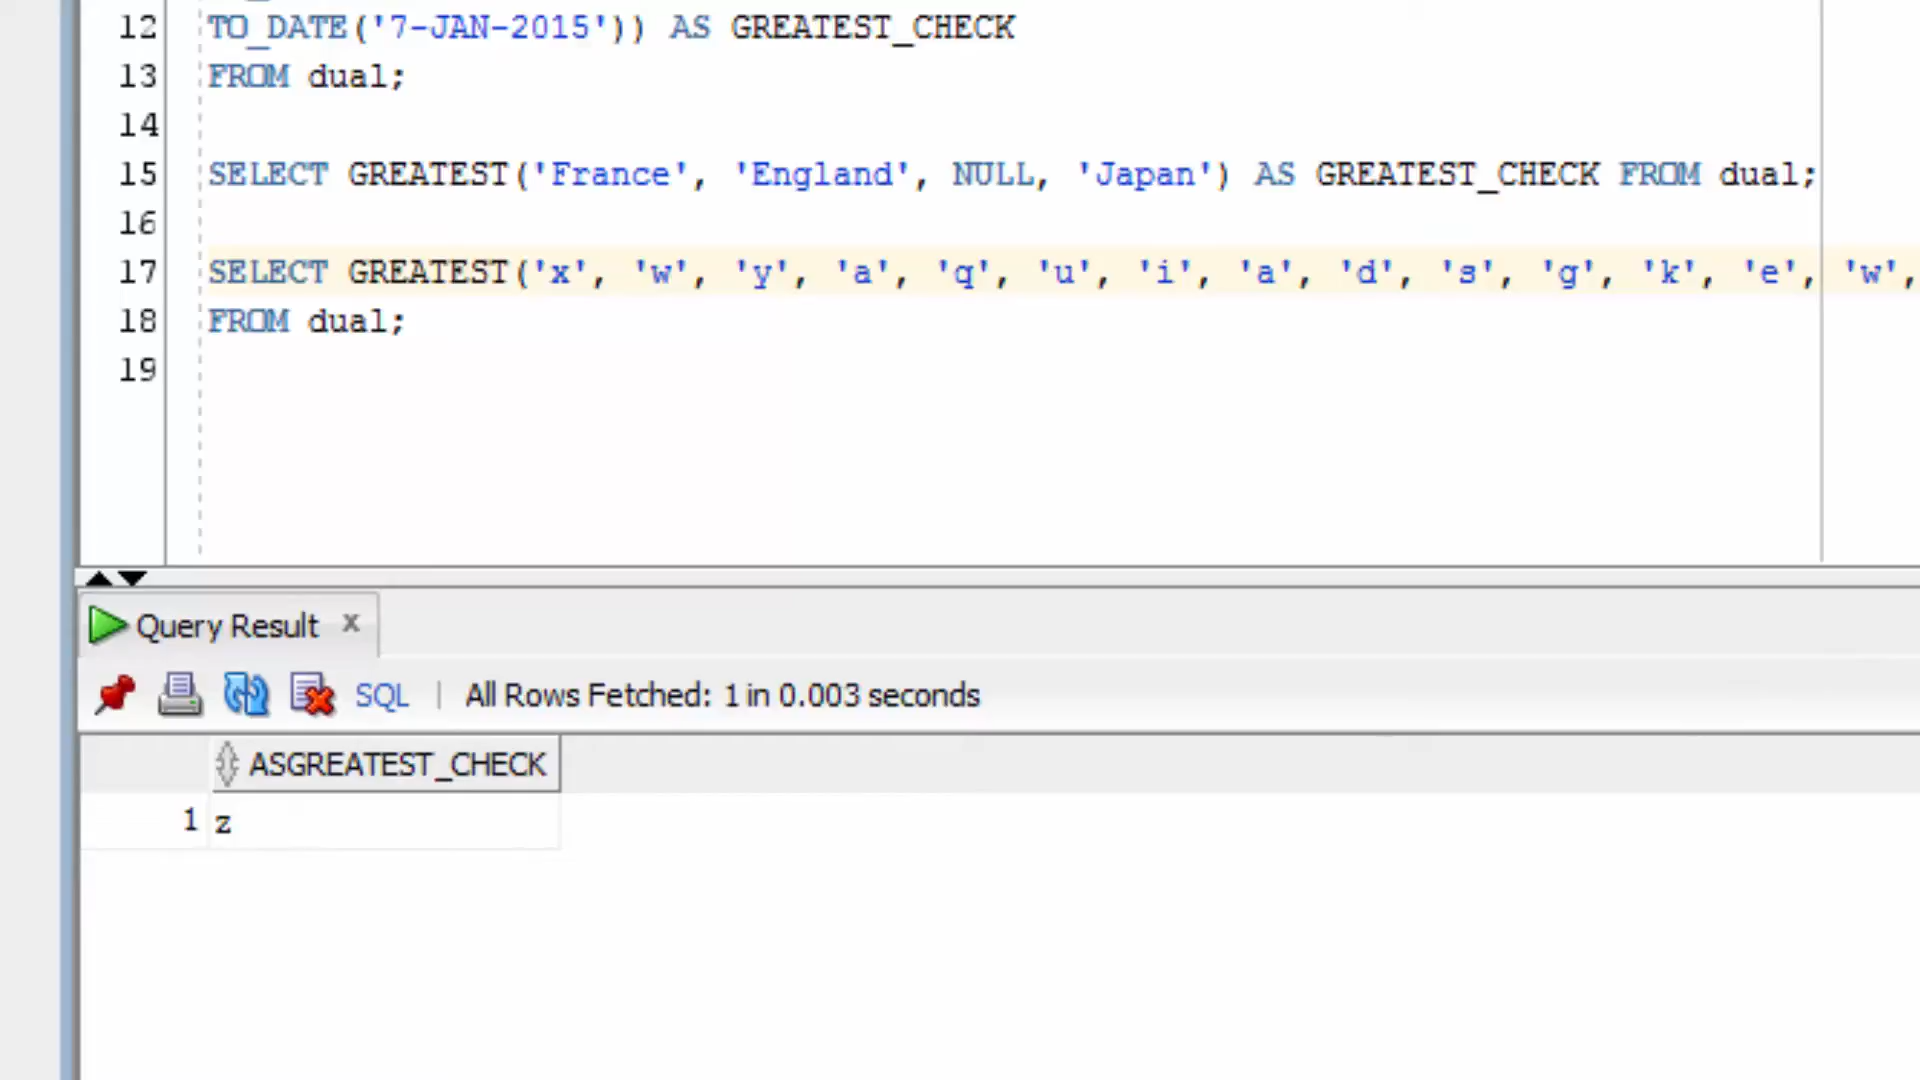 12 TO_DATE('7-JAN-2015')) AS GREATEST_CHECK
13 FROM dual;
14
15 SELECT GREATEST('France', 'England', NULL, 'Japan') AS GREATEST_CHECK FROM dual;
16
17 SELECT GREATEST('x', 'w', 'y', 'a', 'q', 'u', 'i', 'a', 'd', 's', 'g', 'k', 'e', 'w',
18 FROM dual;
19
Query Result x
SQL | All Rows Fetched: 1 in 0.003 seconds
ASGREATEST_CHECK
1 z